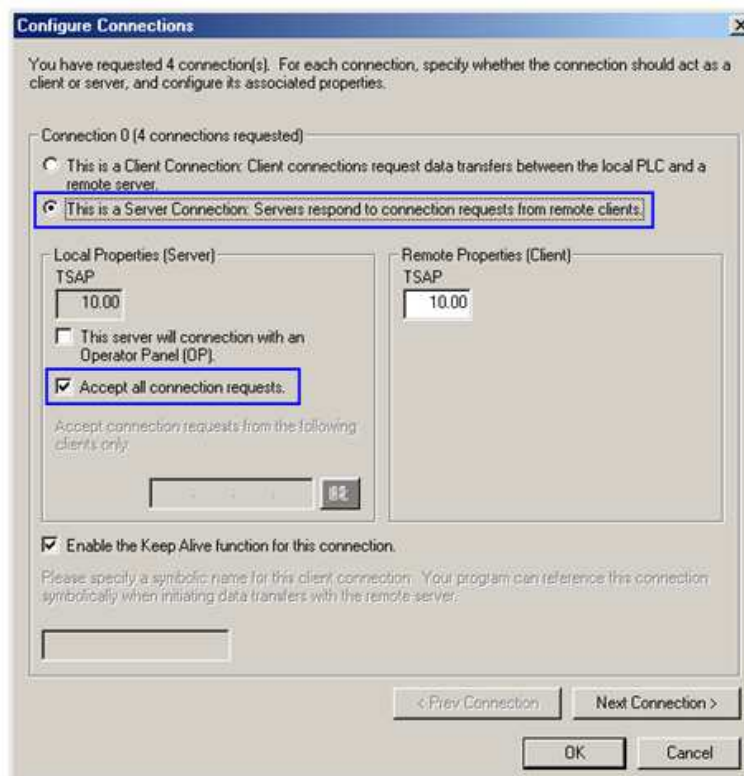 Configure Connections
You have requested 4 connection(s). For each connection, specify whether the connection should act as a
client or server, and configure its associated properties.
Connection 0 (4 connections requested)
This is a Client Connection: Client connections request data transfers between the local PLC and a
remote server.
This is a Server Connection: Servers respond to connection requests from remote clients.
Local Properties (Server)
TSAP
10.00
This server will connection with an
Operator Panel (OP).
Accept all connection requests.
Accept connection requests from the following
clients only:
Remote Properties (Client)
TSAP
10.00
Enable the Keep Alive function for this connection.
Please specify a symbolic name for this client connection. Your program can reference this connection
symbolically when initiating data transfers with the remote server.
< Prev Connection
Next Connection >
OK
Cancel